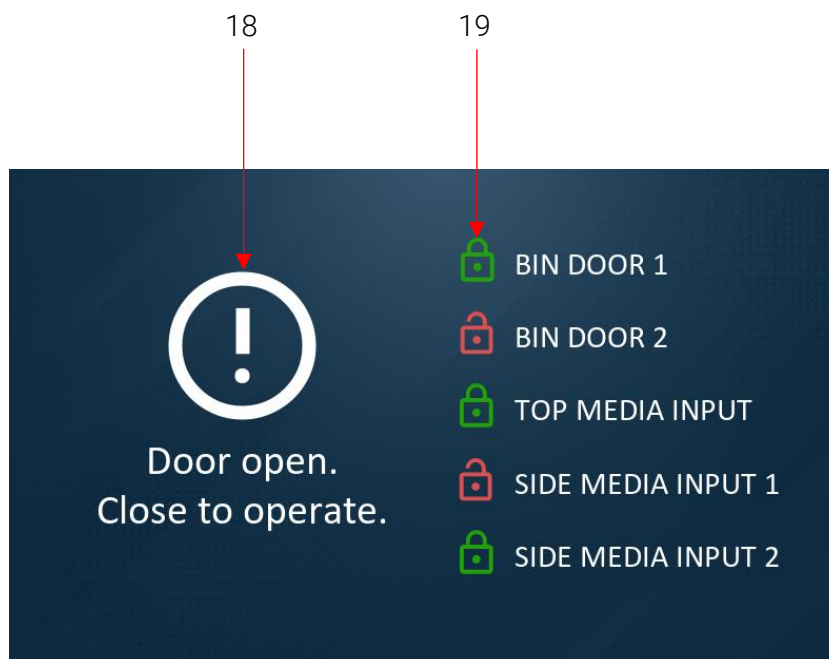 18
19
BIN DOOR 1
BIN DOOR 2
TOP MEDIA INPUT
SIDE MEDIA INPUT 1
SIDE MEDIA INPUT 2
Door open.
Close to operate.